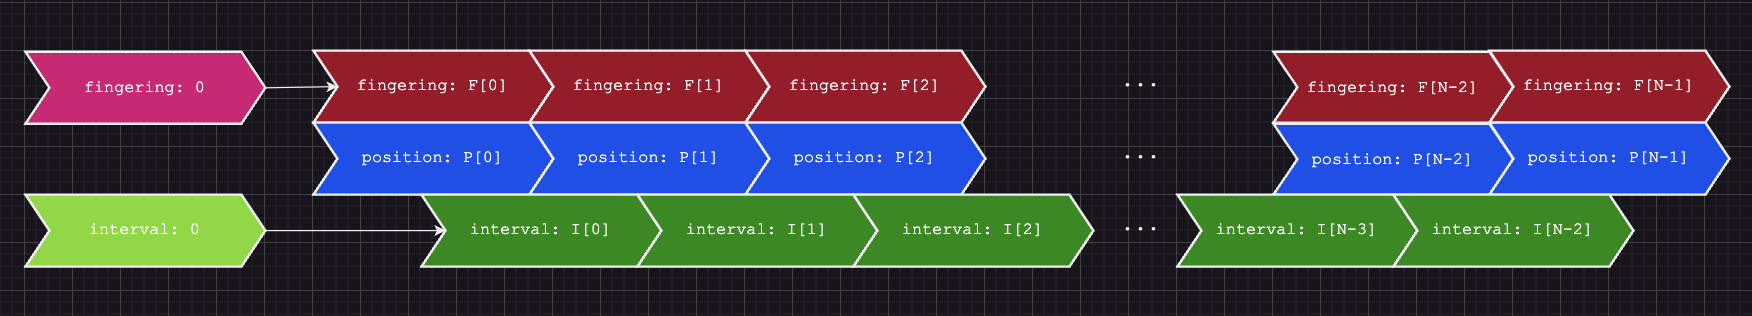 fingering: 0 fingering: F[0] fingering: F[1] fingering: F[2] ... fingering: F[N-2] fingering: F[N-1]
position: P[0] position: P[1] position: P[2] ... position: P[N-2] position: P[N-1]
interval: 0 interval: I[0] interval: I[1] interval: I[2] ... interval: I[N-3] interval: I[N-2]